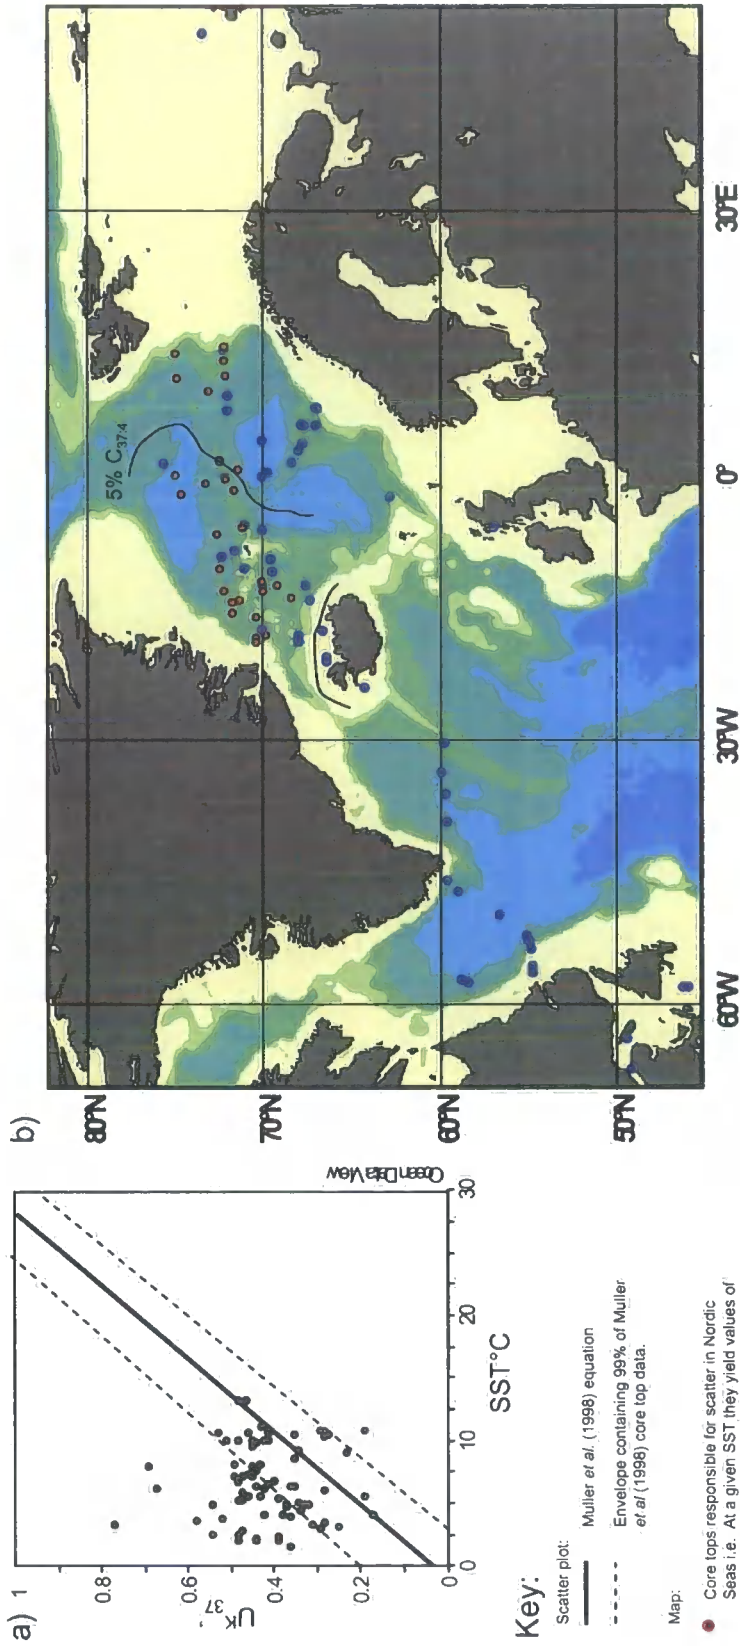 a)
1
0.8
0.6
0.4
0.2
0
U^K'_37
0
10
20
30
SST°C
Ocean Data View
b)
80°N
70°N
60°N
50°N
60°W
30°W
0°
30°E
5% C37:4
Key:
Scatter plot:
Muller et al. (1998) equation
Envelope containing 99% of Muller
et al (1998) core top data.
Map:
Core tops responsible for scatter in Nordic
Seas i.e. At a given SST they yield values of